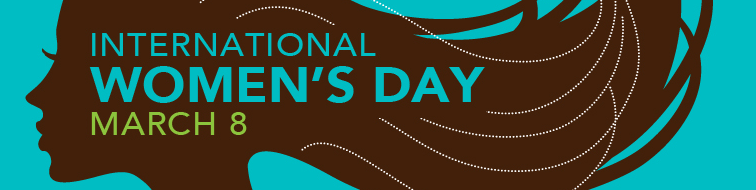 INTERNATIONAL
WOMEN'S DAY
MARCH 8